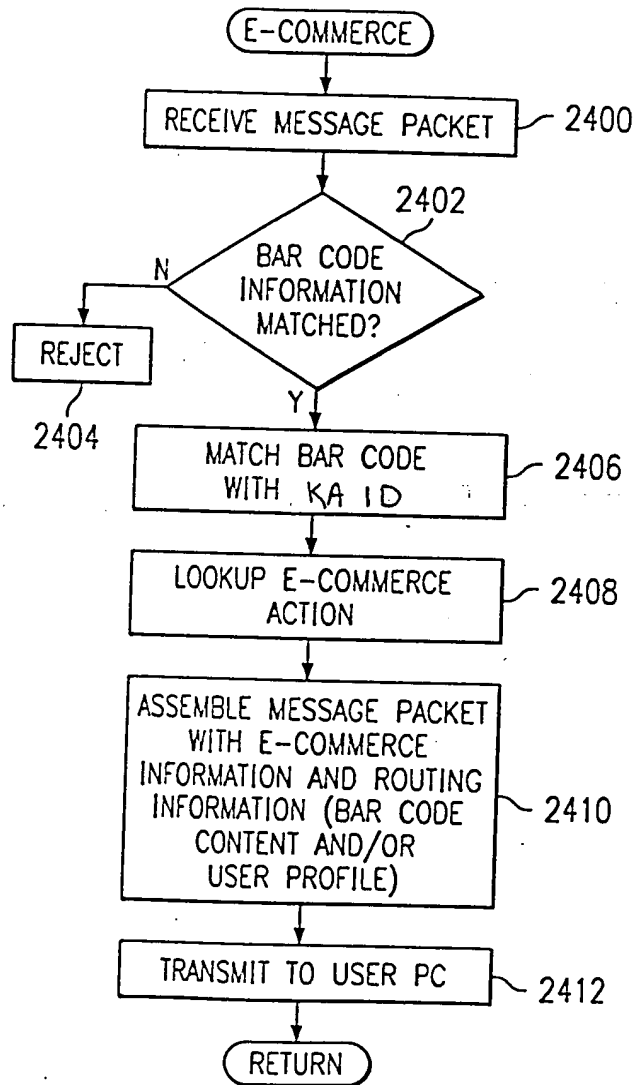 E-COMMERCE
RECEIVE MESSAGE PACKET
2400
2402
BAR CODE
INFORMATION
MATCHED?
N
REJECT
2404
Y
MATCH BAR CODE
WITH KA ID
2406
LOOKUP E-COMMERCE
ACTION
2408
ASSEMBLE MESSAGE PACKET
WITH E-COMMERCE
INFORMATION AND ROUTING
INFORMATION (BAR CODE
CONTENT AND/OR
USER PROFILE)
2410
TRANSMIT TO USER PC
2412
RETURN